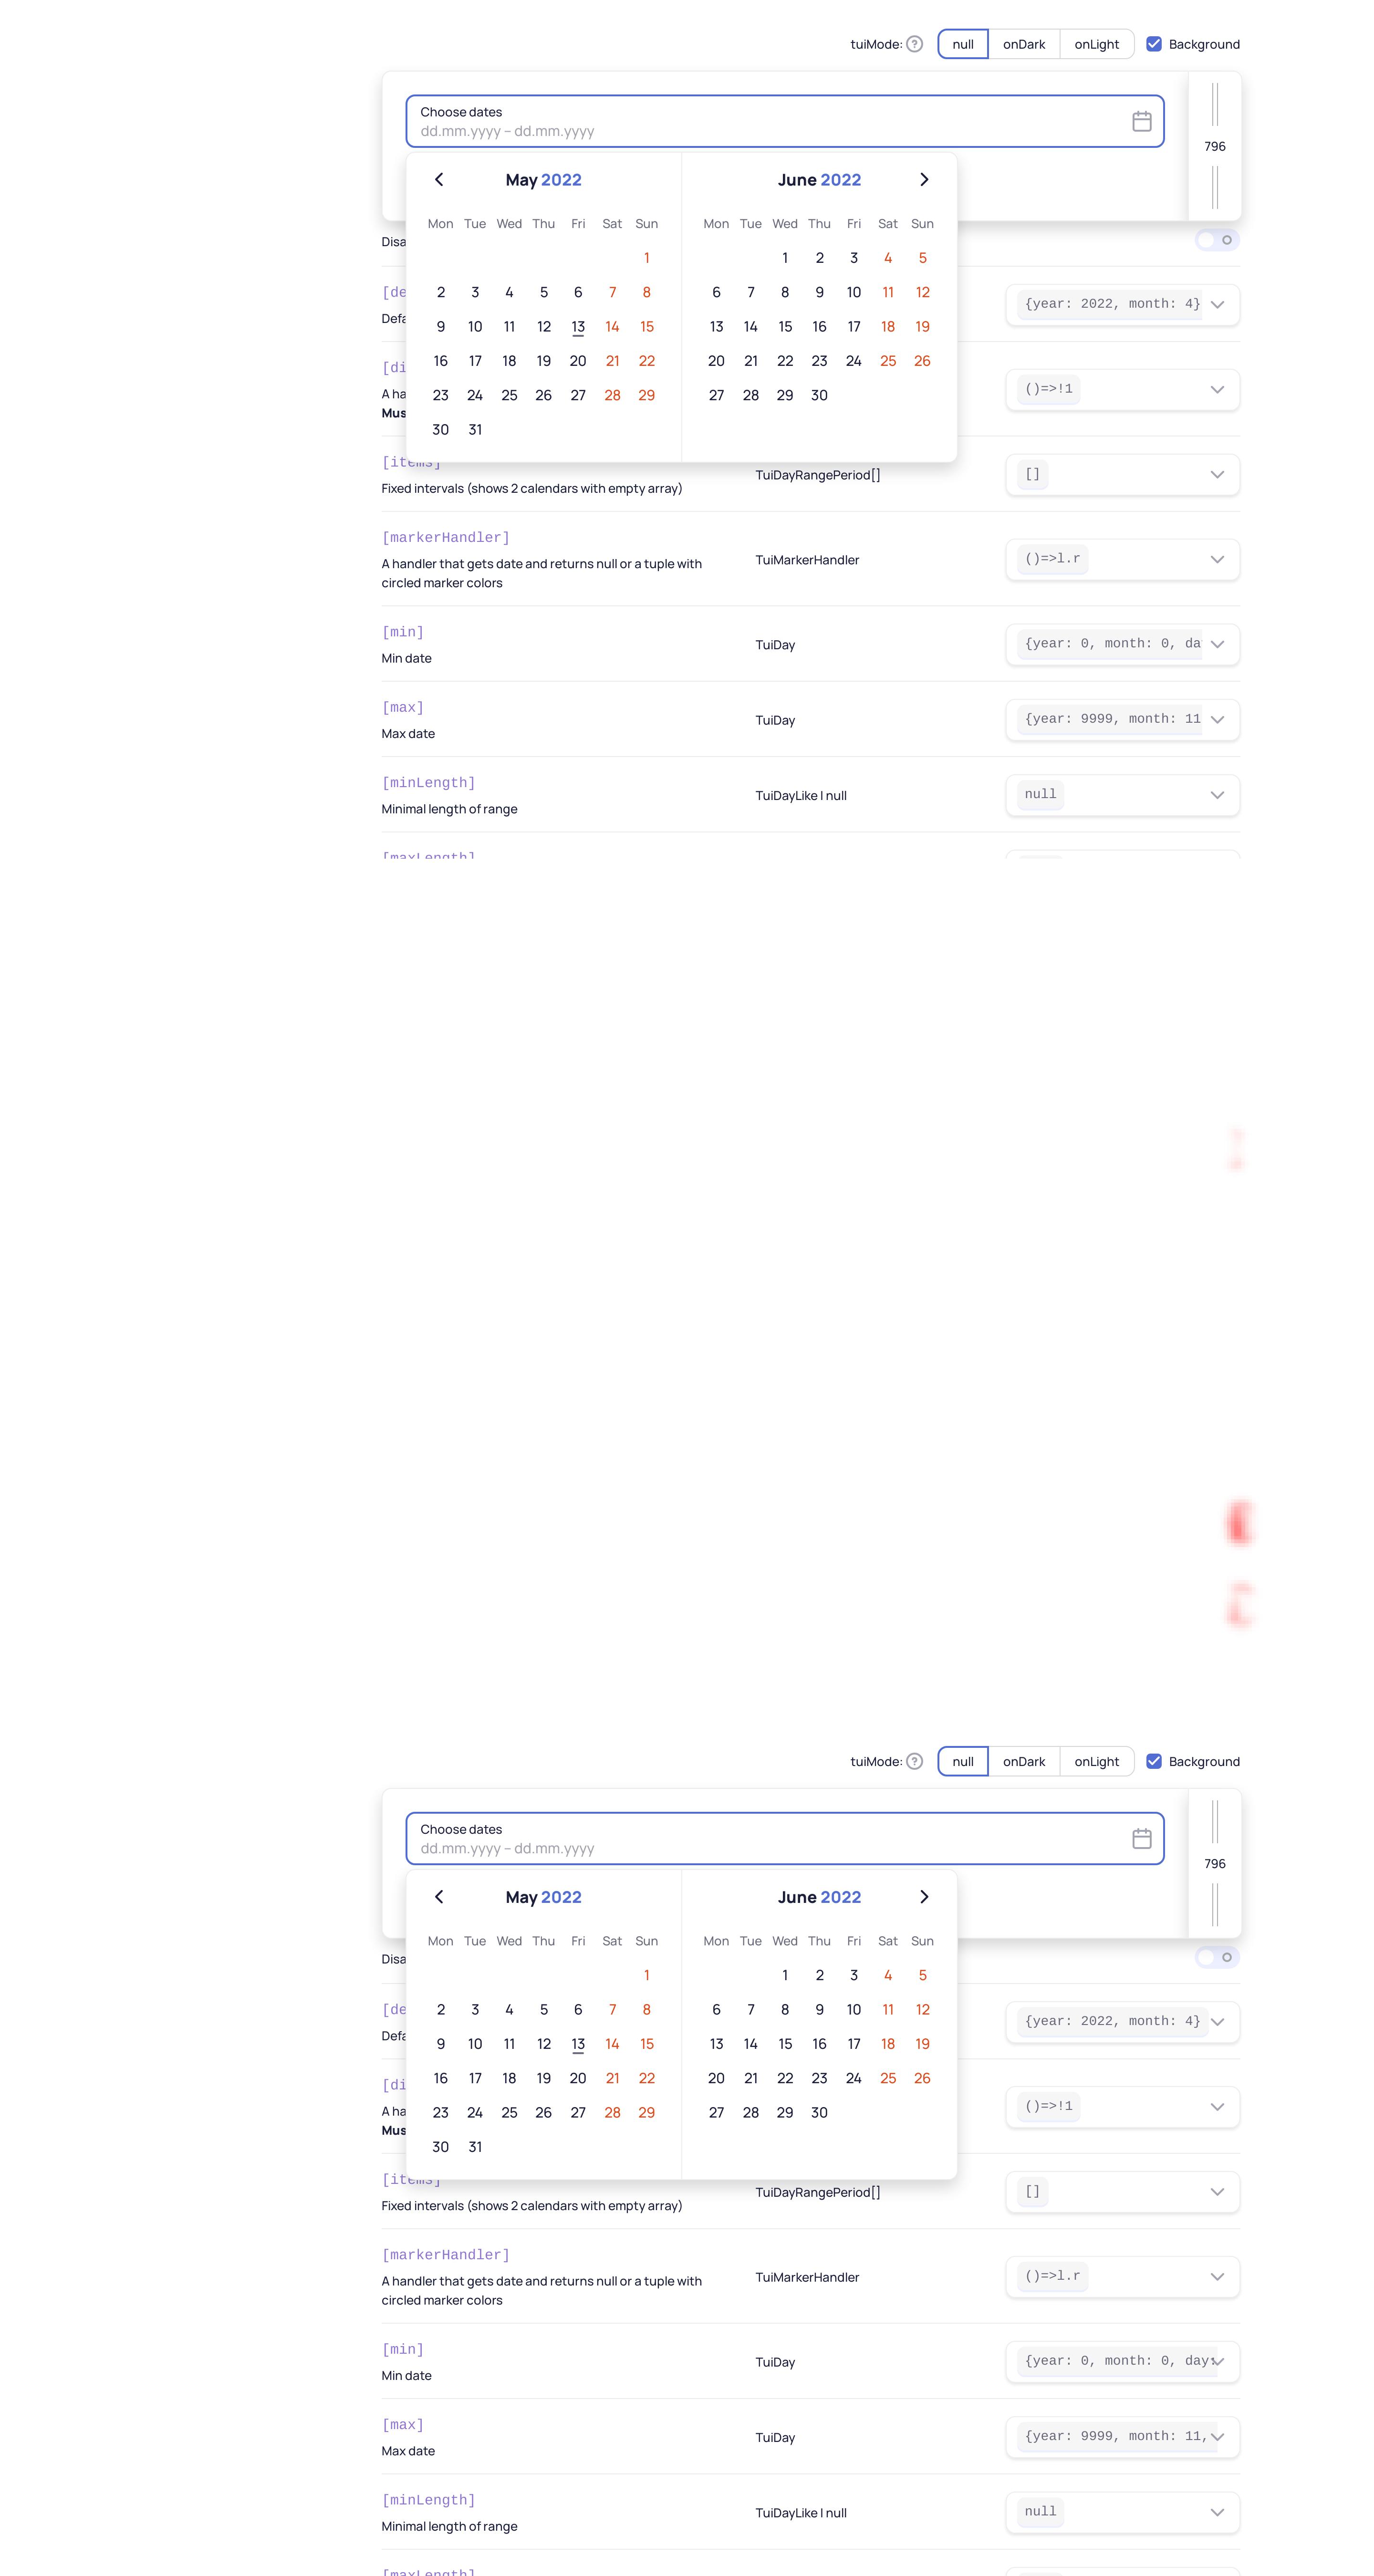 tuiMode: ? null onDark onLight Background
Choose dates
dd.mm.yyyy – dd.mm.yyyy
796
May 2022 June 2022
Mon Tue Wed Thu Fri Sat Sun Mon Tue Wed Thu Fri Sat Sun
Disa
1 1 2 3 4 5
2 3 4 5 6 7 8 6 7 8 9 10 11 12
[de {year: 2022, month: 4}
Defa
9 10 11 12 13 14 15 13 14 15 16 17 18 19
16 17 18 19 20 21 22 20 21 22 23 24 25 26
[di
()=>!1
A ha
23 24 25 26 27 28 29 27 28 29 30
Mus
30 31
[items]
TuiDayRangePeriod[] []
Fixed intervals (shows 2 calendars with empty array)
[markerHandler]
A handler that gets date and returns null or a tuple with
circled marker colors
TuiMarkerHandler ()=>l.r
[min]
Min date
TuiDay {year: 0, month: 0, da
[max]
Max date
TuiDay {year: 9999, month: 11
[minLength]
Minimal length of range
TuiDayLike | null null
[maxLength]
tuiMode: ? null onDark onLight Background
Choose dates
dd.mm.yyyy – dd.mm.yyyy
796
May 2022 June 2022
Mon Tue Wed Thu Fri Sat Sun Mon Tue Wed Thu Fri Sat Sun
Disa
1 1 2 3 4 5
2 3 4 5 6 7 8 6 7 8 9 10 11 12
[de {year: 2022, month: 4}
Defa
9 10 11 12 13 14 15 13 14 15 16 17 18 19
16 17 18 19 20 21 22 20 21 22 23 24 25 26
[di
()=>!1
A ha
23 24 25 26 27 28 29 27 28 29 30
Mus
30 31
[items]
TuiDayRangePeriod[] []
Fixed intervals (shows 2 calendars with empty array)
[markerHandler]
A handler that gets date and returns null or a tuple with
circled marker colors
TuiMarkerHandler ()=>l.r
[min]
Min date
TuiDay {year: 0, month: 0, day:
[max]
Max date
TuiDay {year: 9999, month: 11,
[minLength]
Minimal length of range
TuiDayLike | null null
[maxLength]